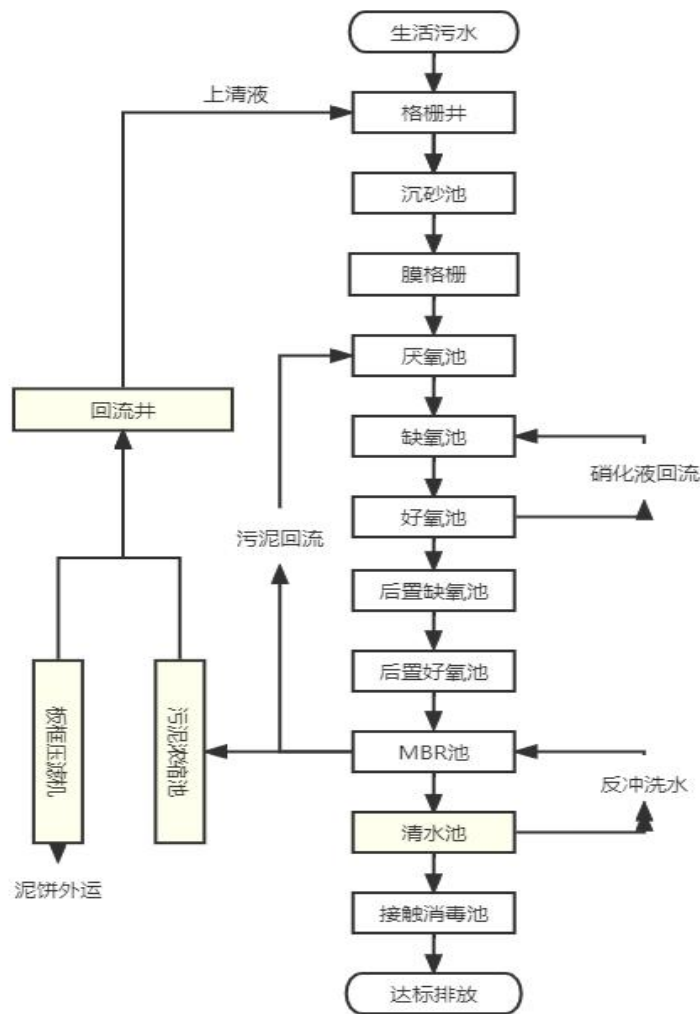 生活污水
上清液
格栅井
沉砂池
膜格栅
厌氧池
回流井
缺氧池
硝化液回流
好氧池
污泥回流
后置缺氧池
后置好氧池
板框压滤机
污泥浓缩池
MBR池
反冲洗水
清水池
泥饼外运
接触消毒池
达标排放